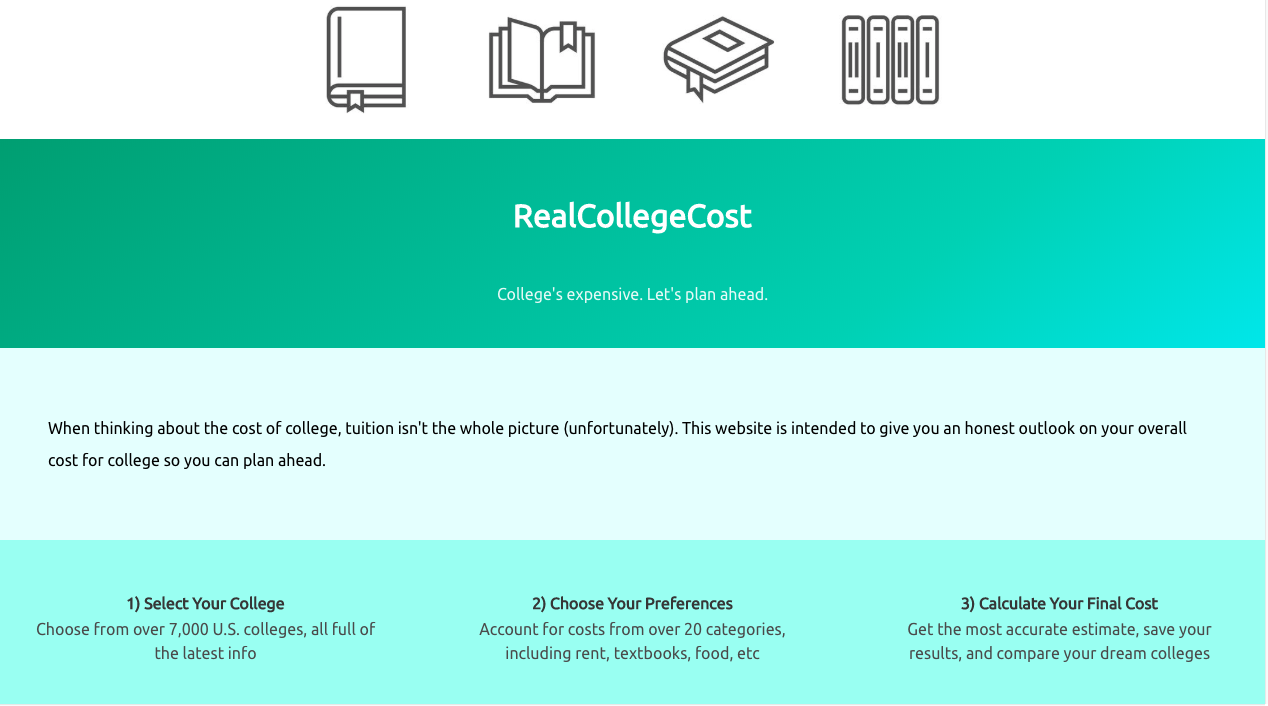 RealCollegeCost
College's expensive. Let's plan ahead.
When thinking about the cost of college, tuition isn't the whole picture (unfortunately). This website is intended to give you an honest outlook on your overall
cost for college so you can plan ahead.
1) Select Your College
Choose from over 7,000 U.S. colleges, all full of
the latest info
2) Choose Your Preferences
Account for costs from over 20 categories,
including rent, textbooks, food, etc
3) Calculate Your Final Cost
Get the most accurate estimate, save your
results, and compare your dream colleges